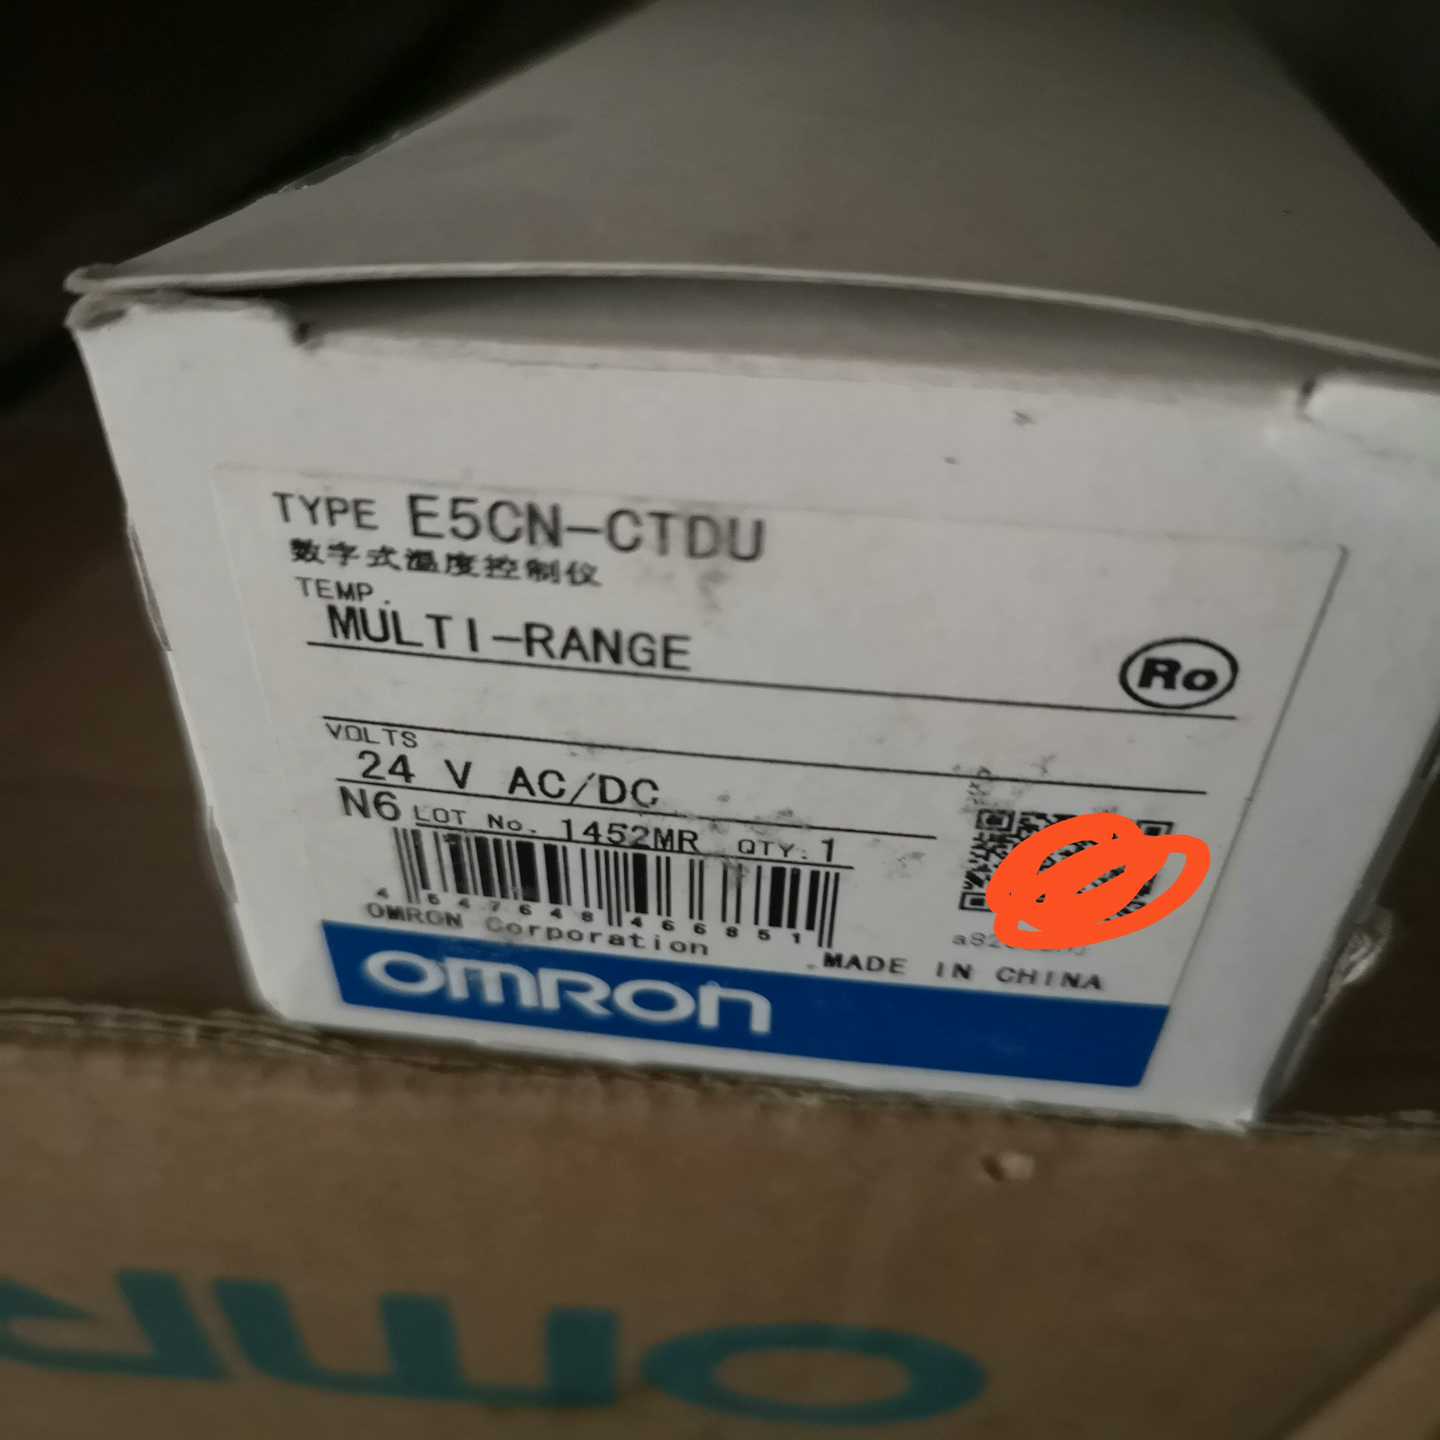 TYPE E5CN-CTDU
数字式温度控制仪
TEMP.
MULTI-RANGE
Ro
VOLTS
24 V AC/DC
N6 LOT No. 1452MR QTY. 1
4 547648 466851
OMRON Corporation
MADE IN CHINA
OMRON